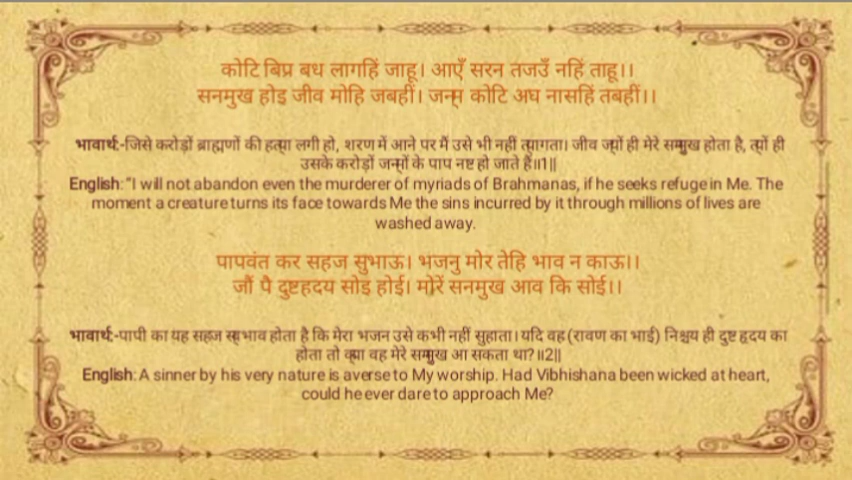 कोटि बिप्र बध लागहिं जाहू। आएँ सरन तजउँ नहिं ताहू।।
सनमुख होइ जीव मोहि जबहीं। जन्म कोटि अघ नासहिं तबहीं।।
भावार्थ:-जिसे करोड़ों ब्राह्मणों की हत्या लगी हो, शरण में आने पर मैं उसे भी नहीं त्यागता। जीव ज्यों ही मेरे सम्मुख होता है, त्यों ही
उसके करोड़ों जन्मों के पाप नष्ट हो जाते हैं॥1||
English: "I will not abandon even the murderer of myriads of Brahmanas, if he seeks refuge in Me. The
moment a creature turns its face towards Me the sins incurred by it through millions of lives are
washed away.
पापवंत कर सहज सुभाऊ। भजनु मोर तेहि भाव न काऊ।।
जौं पै दुष्टहदय सोइ होई। मोरें सनमुख आव कि सोई।।
भावार्थ:-पापी का यह सहज स्वभाव होता है कि मेरा भजन उसे कभी नहीं सुहाता। यदि वह (रावण का भाई) निश्चय ही दुष्ट हृदय का
होता तो क्या वह मेरे सम्मुख आ सकता था? ॥2||
English: A sinner by his very nature is averse to My worship. Had Vibhishana been wicked at heart,
could he ever dare to approach Me?